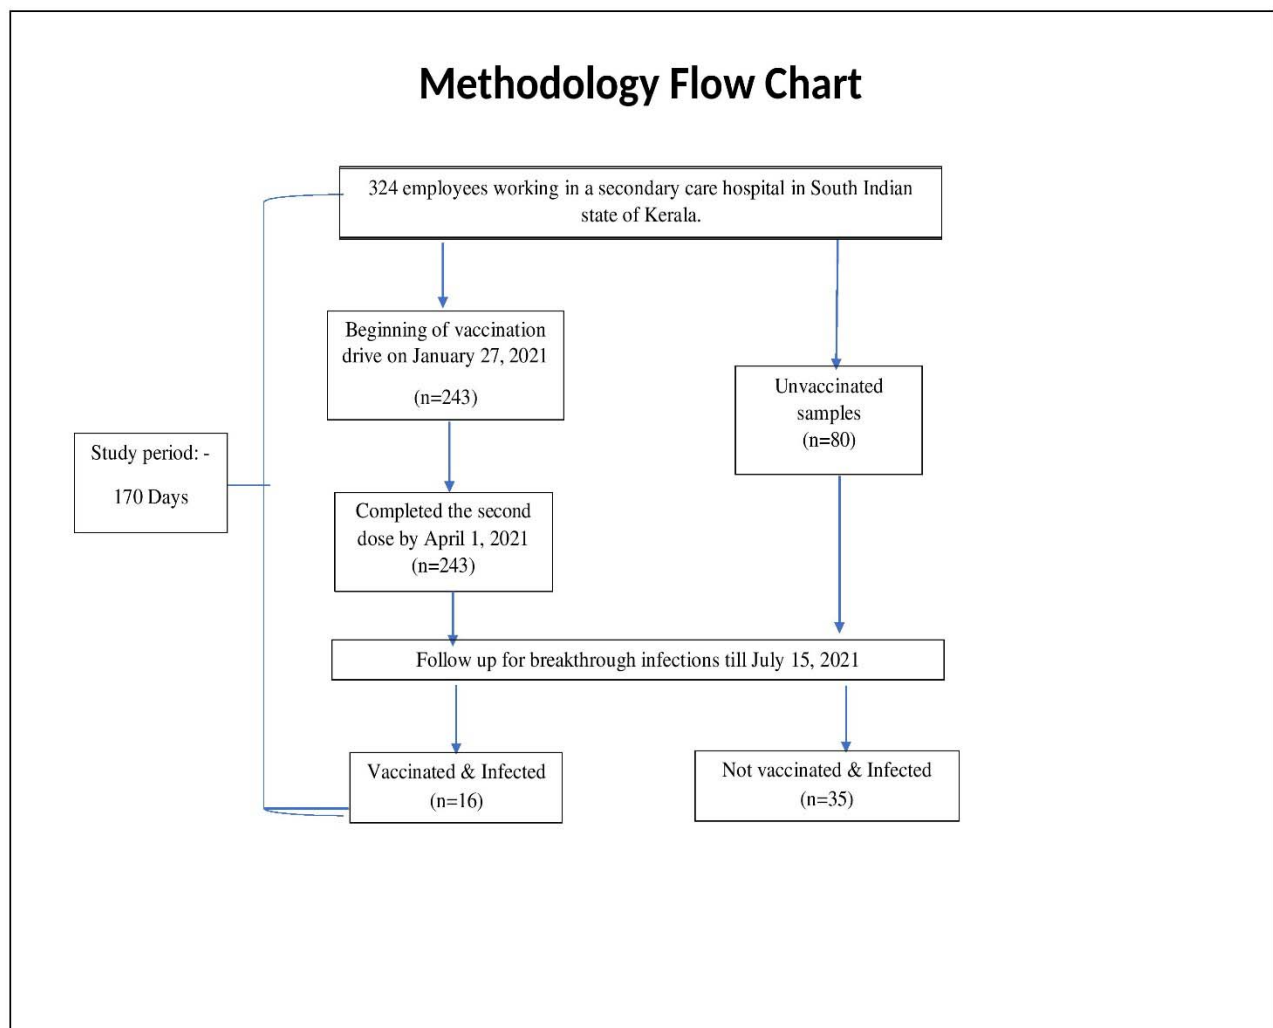 Methodology Flow Chart
324 employees working in a secondary care hospital in South Indian
state of Kerala.
Beginning of vaccination
drive on January 27, 2021
(n=243)
Unvaccinated
samples
(n=80)
Study period: -
170 Days
Completed the second
dose by April 1, 2021
(n=243)
Follow up for breakthrough infections till July 15, 2021
Vaccinated & Infected
(n=16)
Not vaccinated & Infected
(n=35)